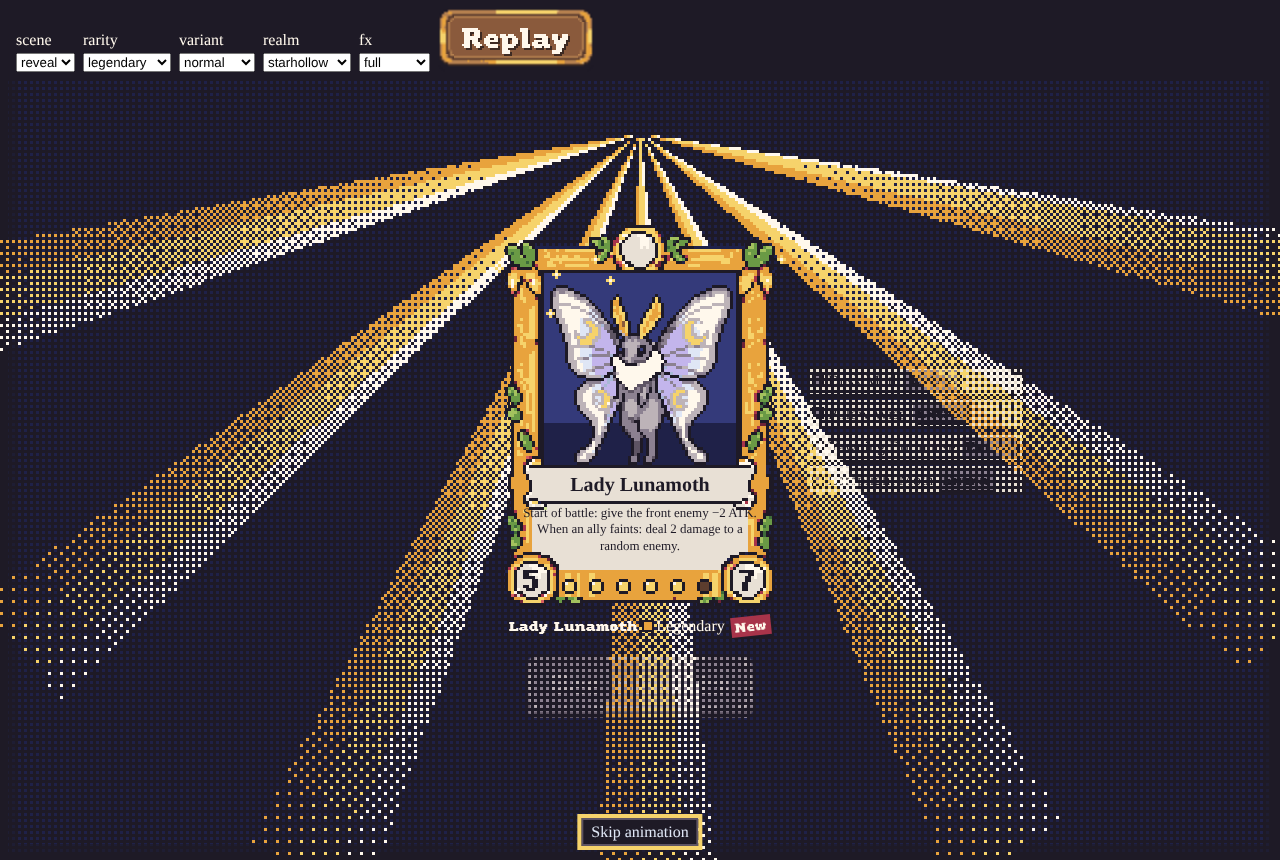 scene rarity variant realm fx
reveal legendary normal starhollow full
Replay
Lady Lunamoth
Start of battle: give the front enemy −2 ATK.
When an ally faints: deal 2 damage to a
random enemy.
5 7
Lady Lunamoth Legendary New
Skip animation